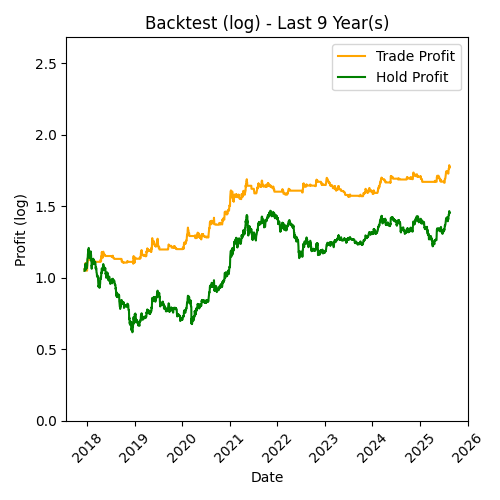 Backtest (log) - Last 9 Year(s)
Trade Profit
Hold Profit
Profit (log)
2.5
2.0
1.5
1.0
0.5
0.0
2018 2019 2020 2021 2022 2023 2024 2025 2026
Date